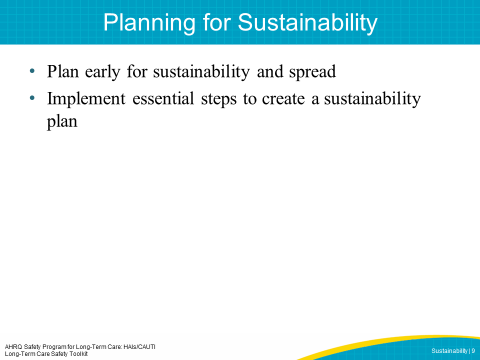 Planning for Sustainability
• Plan early for sustainability and spread
• Implement essential steps to create a sustainability
plan
AHRQ Safety Program for Long-Term Care: HAIs/CAUTI
Long-Term Care Safety Toolkit
Sustainability | 9